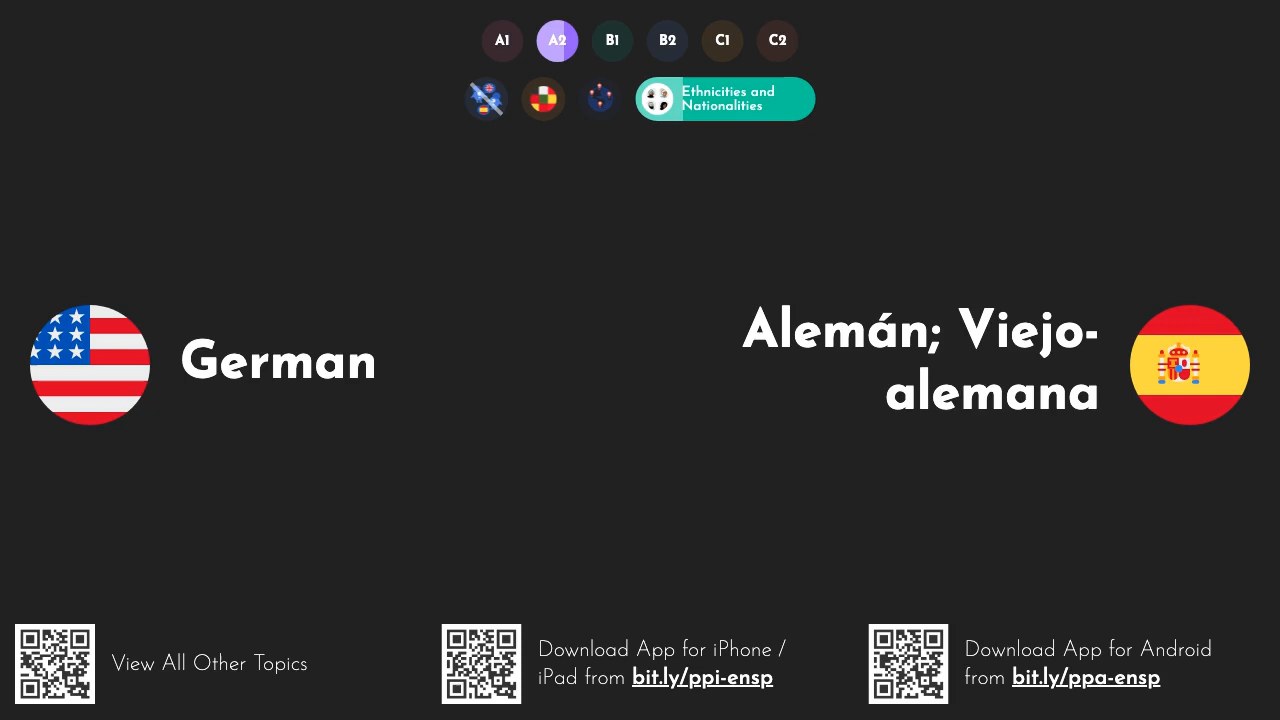 A1 A2 B1 B2 C1 C2
Ethnicities and
Nationalities
German
Alemán; Viejo-
alemana
View All Other Topics
Download App for iPhone /
iPad from bit.ly/ppi-ensp
Download App for Android
from bit.ly/ppa-ensp